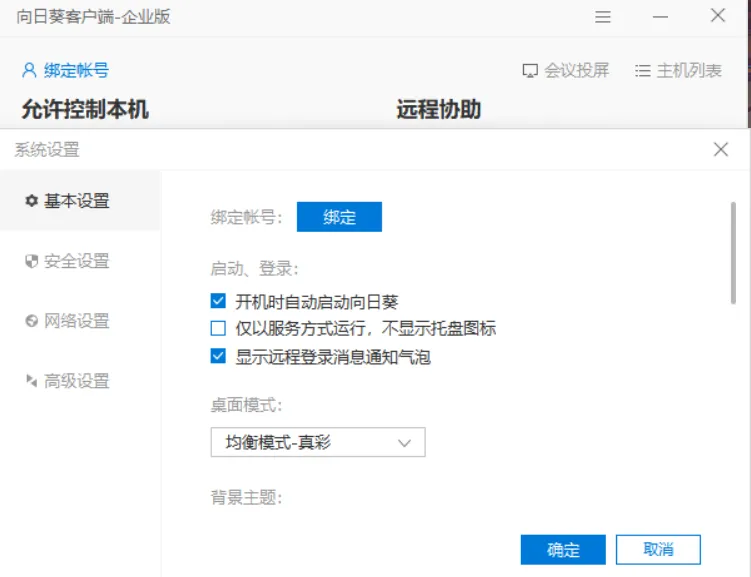 向日葵客户端-企业版
绑定帐号 会议投屏 主机列表
允许控制本机 远程协助
系统设置
基本设置
绑定帐号： 绑定
安全设置
启动、登录：
开机时自动启动向日葵
网络设置
仅以服务方式运行，不显示托盘图标
显示远程登录消息通知气泡
高级设置
桌面模式：
均衡模式-真彩
背景主题：
确定 取消